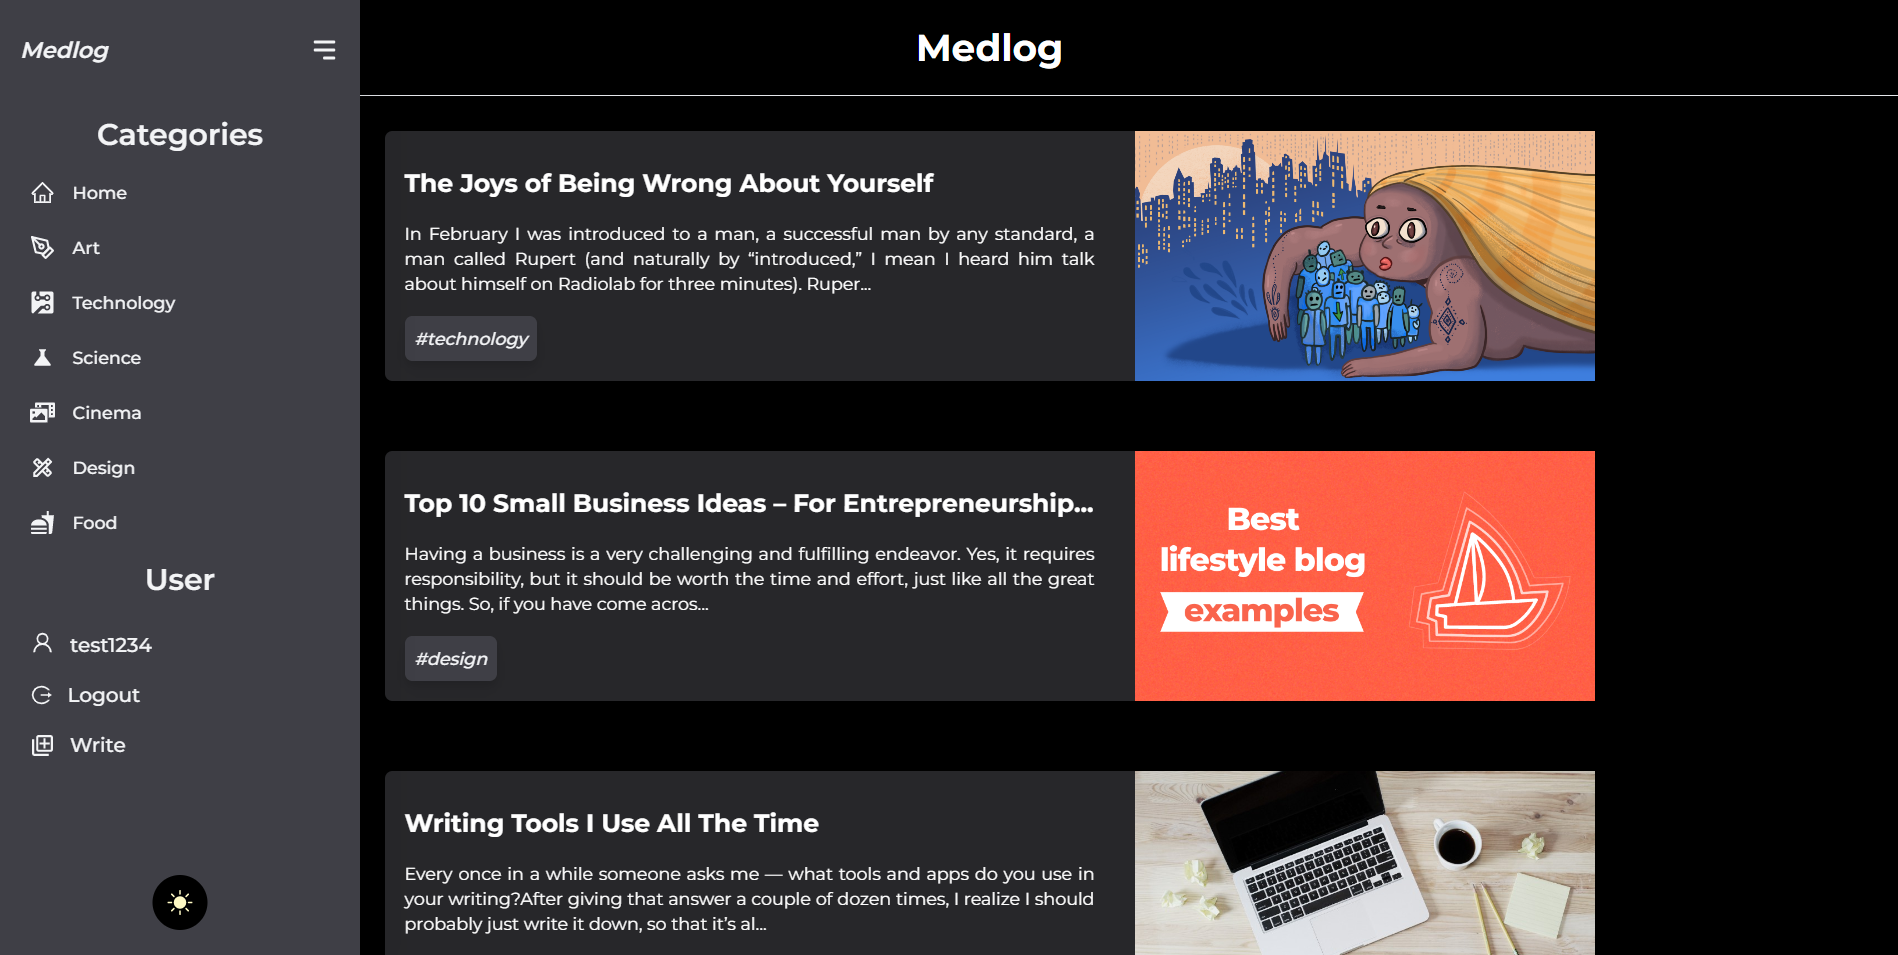 Medlog
Categories
Home
Art
Technology
Science
Cinema
Design
Food
User
test1234
Logout
Write
Medlog
The Joys of Being Wrong About Yourself
In February I was introduced to a man, a successful man by any standard, a
man called Rupert (and naturally by “introduced,” I mean I heard him talk
about himself on Radiolab for three minutes). Ruper...
#technology
Top 10 Small Business Ideas – For Entrepreneurship...
Having a business is a very challenging and fulfilling endeavor. Yes, it requires
responsibility, but it should be worth the time and effort, just like all the great
things. So, if you have come acros...
#design
Best
lifestyle blog
examples
Writing Tools I Use All The Time
Every once in a while someone asks me — what tools and apps do you use in
your writing?After giving that answer a couple of dozen times, I realize I should
probably just write it down, so that it’s al...